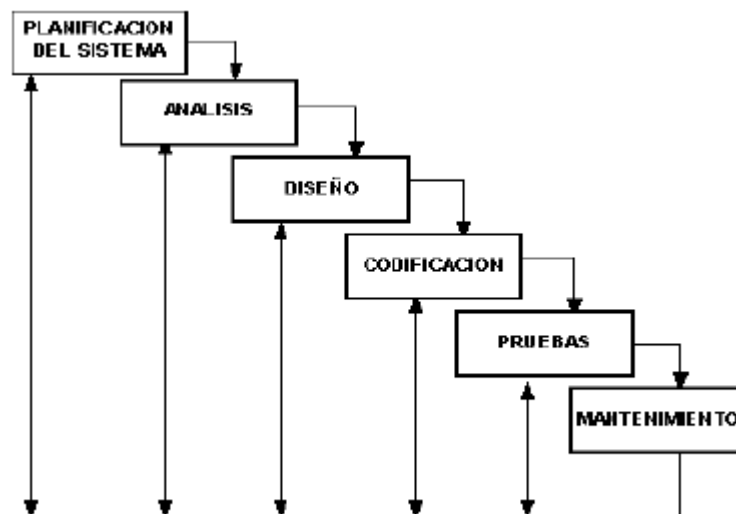 PLANIFICACION
DEL SISTEMA
ANALISIS
DISEÑO
CODIFICACION
PRUEBAS
MANTENIMIENTO